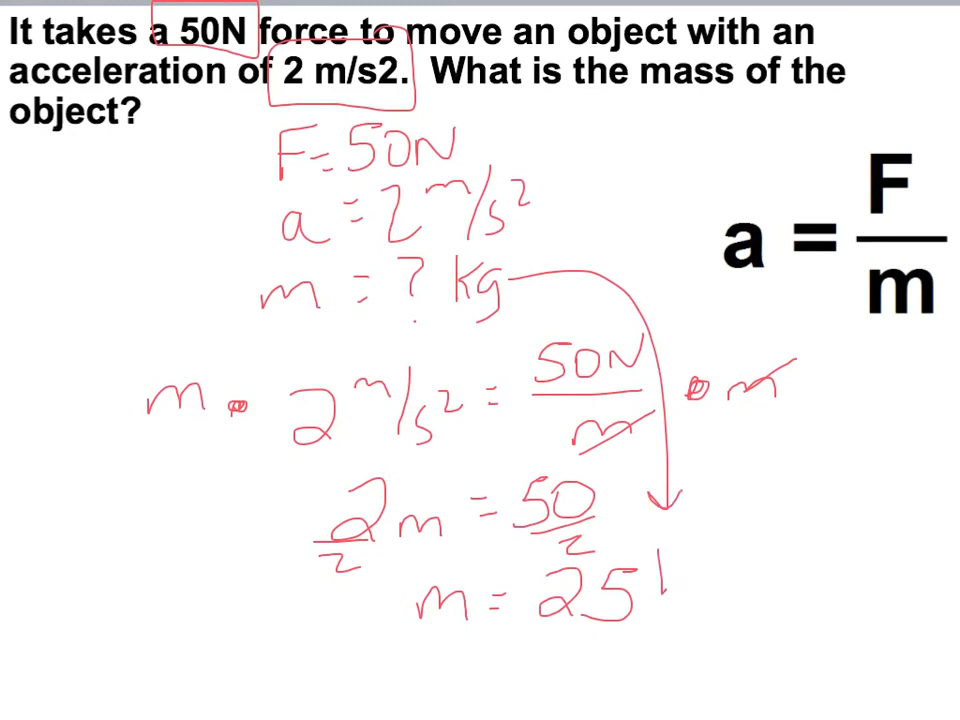 It takes a 50N force to move an object with an
acceleration of 2 m/s2. What is the mass of the
object?
F=50N
a = 2 m/s2
m = ? kg
a = F
m
m • 2 m/s2 = 50N • m
m
2m = 50
2 2
m = 25